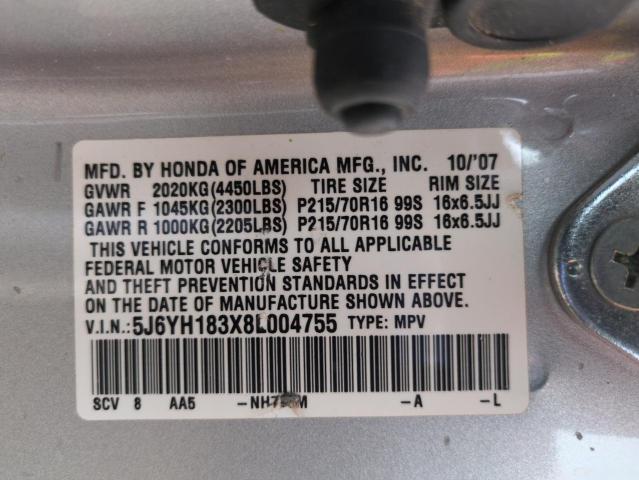 MFD. BY HONDA OF AMERICA MFG., INC. 10/'07
GVWR 2020KG(4450LBS) TIRE SIZE RIM SIZE
GAWR F 1045KG(2300LBS) P215/70R16 99S 16x6.5JJ
GAWR R 1000KG(2205LBS) P215/70R16 99S 16x6.5JJ
THIS VEHICLE CONFORMS TO ALL APPLICABLE
FEDERAL MOTOR VEHICLE SAFETY
AND THEFT PREVENTION STANDARDS IN EFFECT
ON THE DATE OF MANUFACTURE SHOWN ABOVE.
V.I.N.: 5J6YH183X8L004755 TYPE: MPV
SCV 8 AA5 -A -L